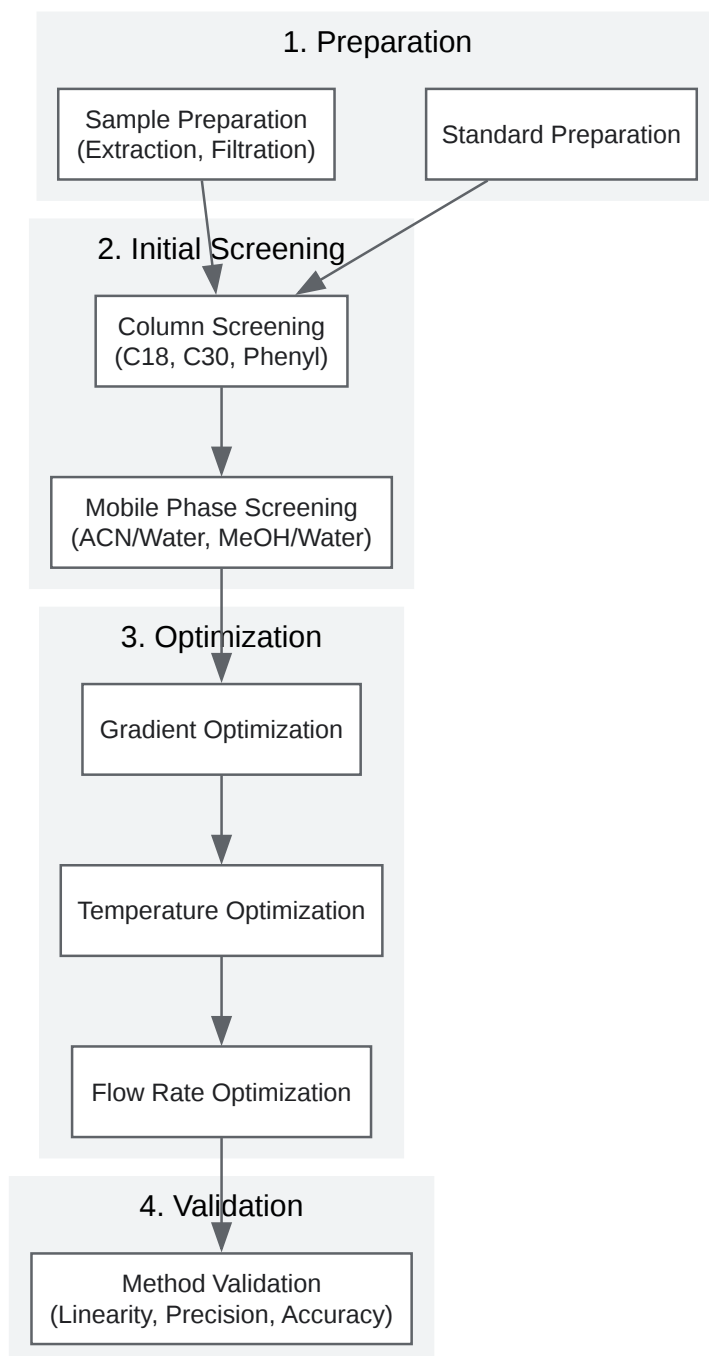 1. Preparation
Sample Preparation
(Extraction, Filtration)
Standard Preparation
2. Initial Screening
Column Screening
(C18, C30, Phenyl)
Mobile Phase Screening
(ACN/Water, MeOH/Water)
3. Optimization
Gradient Optimization
Temperature Optimization
Flow Rate Optimization
4. Validation
Method Validation
(Linearity, Precision, Accuracy)